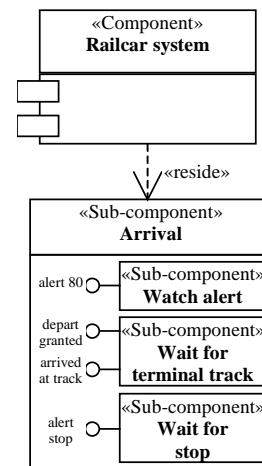 «Component»
Railcar system
«reside»
«Sub-component»
Arrival
alert 80
«Sub-component»
Watch alert
depart
granted
arrived
at track
«Sub-component»
Wait for
terminal track
alert
stop
«Sub-component»
Wait for
stop